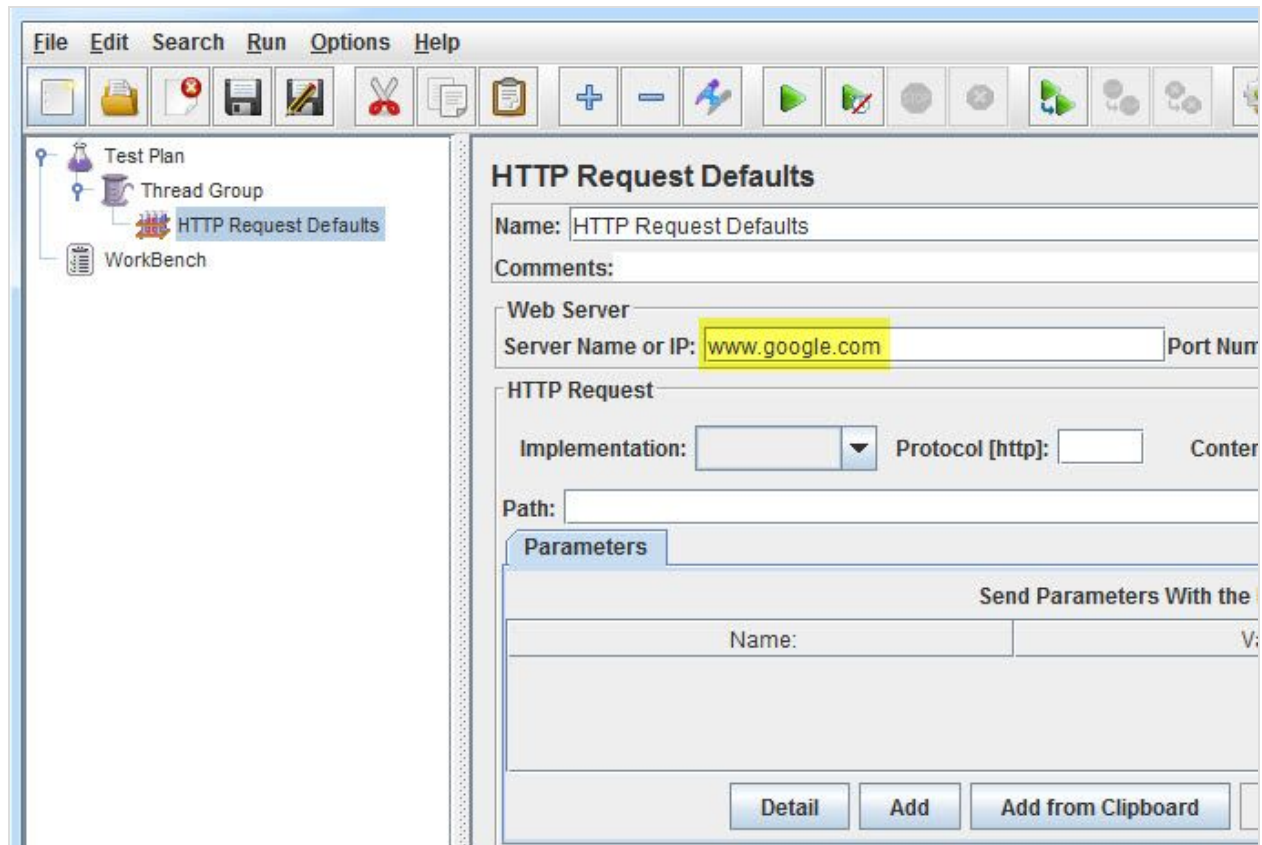 File Edit Search Run Options Help
Test Plan
Thread Group
HTTP Request Defaults
WorkBench
HTTP Request Defaults
Name: HTTP Request Defaults
Comments:
Web Server
Server Name or IP: www.google.com Port Num
HTTP Request
Implementation: Protocol [http]: Conten
Path:
Parameters
Send Parameters With the
Name:
Detail Add Add from Clipboard